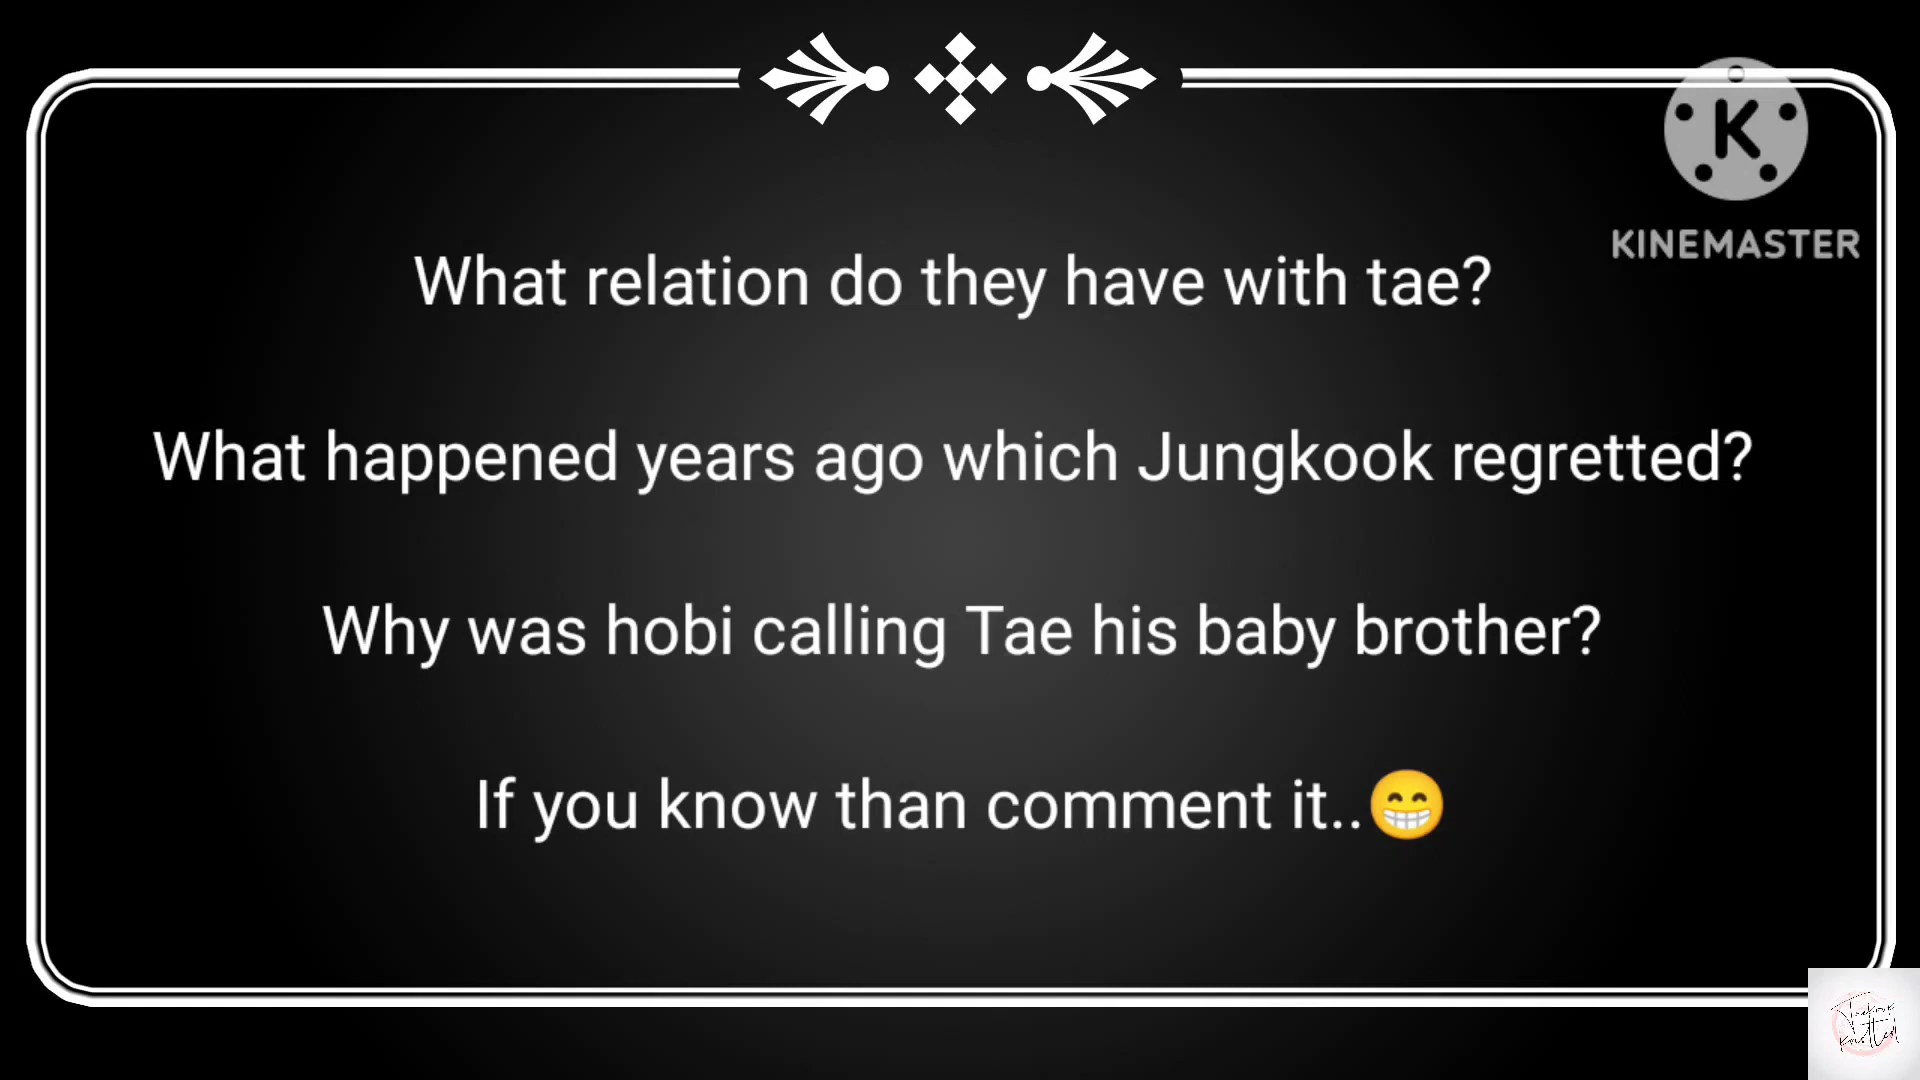 K
KINEMASTER
What relation do they have with tae?
What happened years ago which Jungkook regretted?
Why was hobi calling Tae his baby brother?
If you know than comment it..😁